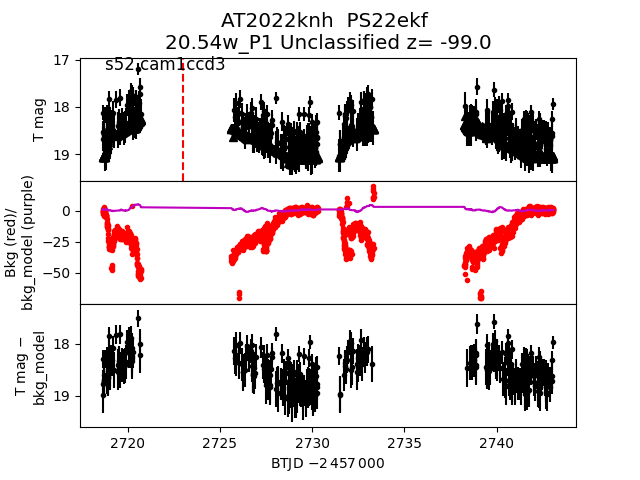 AT2022knh  PS22ekf
20.54w_P1 Unclassified z= -99.0
s52 cam1ccd3
17
18
19
T mag
0
−25
−50
Bkg (red)/
bkg_model (purple)
18
19
T mag −
bkg_model
2720
2725
2730
2735
2740
BTJD −2 457 000